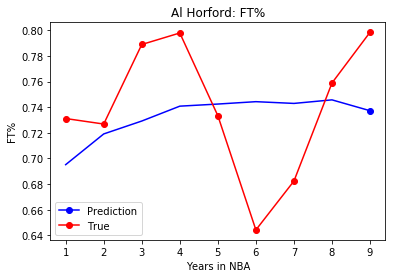 Al Horford: FT%
0.80
0.78
0.76
0.74
0.72
0.70
0.68
0.66
0.64
FT%
Prediction
True
1 2 3 4 5 6 7 8 9
Years in NBA